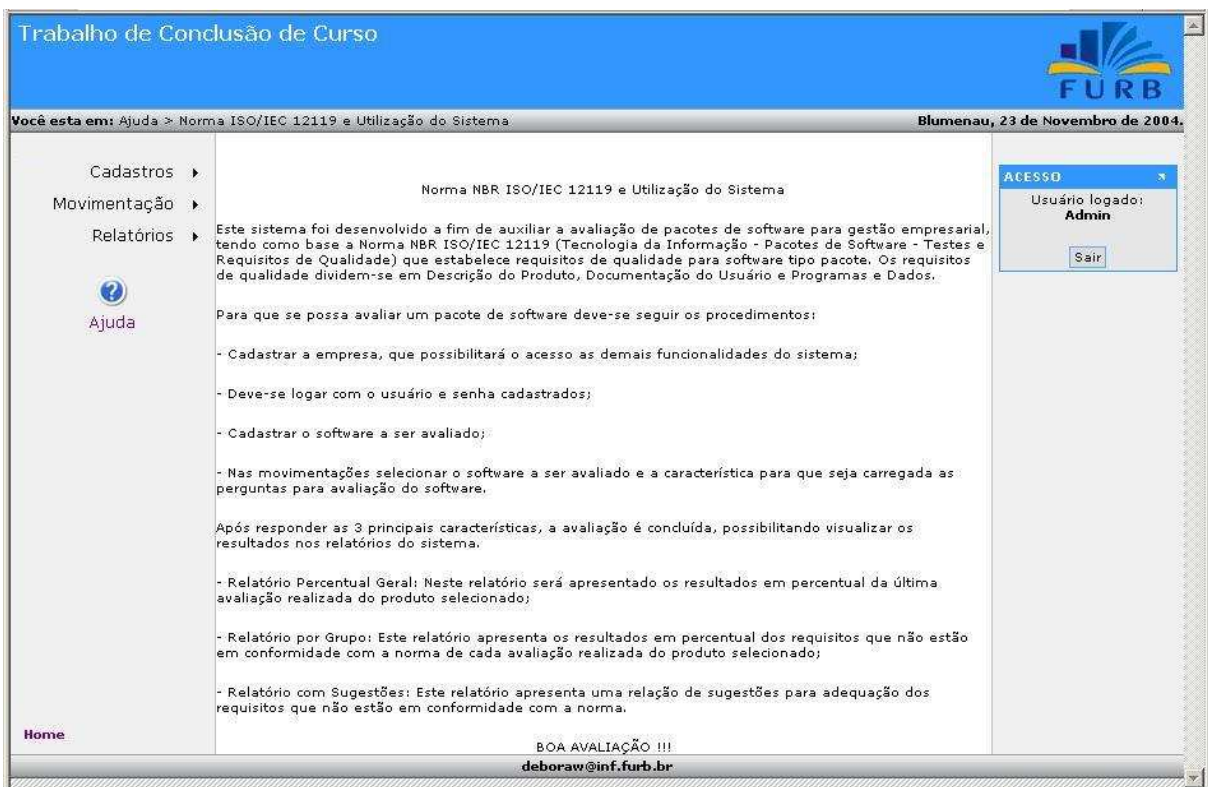 Trabalho de Conclusão de Curso
FURB
Você esta em: Ajuda > Norma ISO/IEC 12119 e Utilização do Sistema
Blumenau, 23 de Novembro de 2004.
Cadastros
Movimentação
Relatórios
Ajuda
Home
Norma NBR ISO/IEC 12119 e Utilização do Sistema
Este sistema foi desenvolvido a fim de auxiliar a avaliação de pacotes de software para gestão empresarial,
tendo como base a Norma NBR ISO/IEC 12119 (Tecnologia da Informação - Pacotes de Software - Testes e
Requisitos de Qualidade) que estabelece requisitos de qualidade para software tipo pacote. Os requisitos
de qualidade dividem-se em Descrição do Produto, Documentação do Usuário e Programas e Dados.
Para que se possa avaliar um pacote de software deve-se seguir os procedimentos:
- Cadastrar a empresa, que possibilitará o acesso as demais funcionalidades do sistema;
- Deve-se logar com o usuário e senha cadastrados;
- Cadastrar o software a ser avaliado;
- Nas movimentações selecionar o software a ser avaliado e a característica para que seja carregada as
perguntas para avaliação do software.
Após responder as 3 principais características, a avaliação é concluída, possibilitando visualizar os
resultados nos relatórios do sistema.
- Relatório Percentual Geral: Neste relatório será apresentado os resultados em percentual da última
avaliação realizada do produto selecionado;
- Relatório por Grupo: Este relatório apresenta os resultados em percentual dos requisitos que não estão
em conformidade com a norma de cada avaliação realizada do produto selecionado;
- Relatório com Sugestões: Este relatório apresenta uma relação de sugestões para adequação dos
requisitos que não estão em conformidade com a norma.
BOA AVALIAÇÃO !!!
ACESSO
Usuário logado:
Admin
Sair
deboraw@inf.furb.br